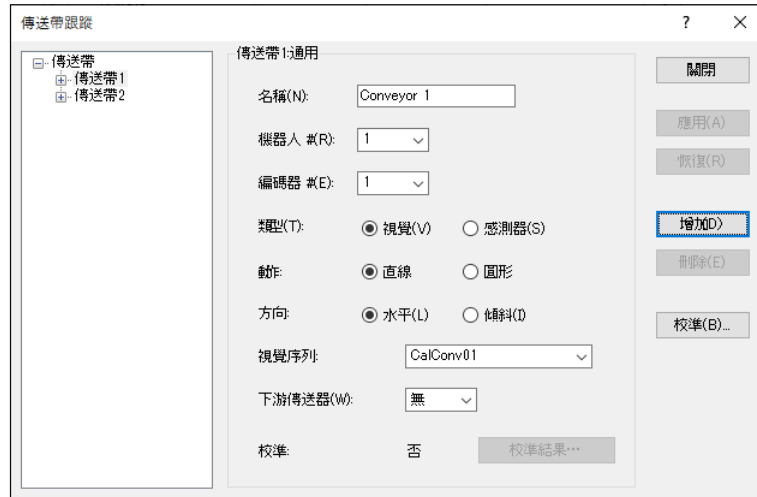 傳送帶跟蹤
傳送帶
傳送帶1
傳送帶2
傳送帶1:通用
名稱(N): Conveyor 1
機器人 #(R): 1
編碼器 #(E): 1
類型(T): 視覺(V) 感測器(S)
動作: 直線 圓形
方向: 水平(L) 傾斜(I)
視覺序列: CalConv01
下游傳送器(W): 無
校準: 否 校準結果…
關閉
應用(A)
恢復(R)
增加D)
刪除(E)
校準(B)...